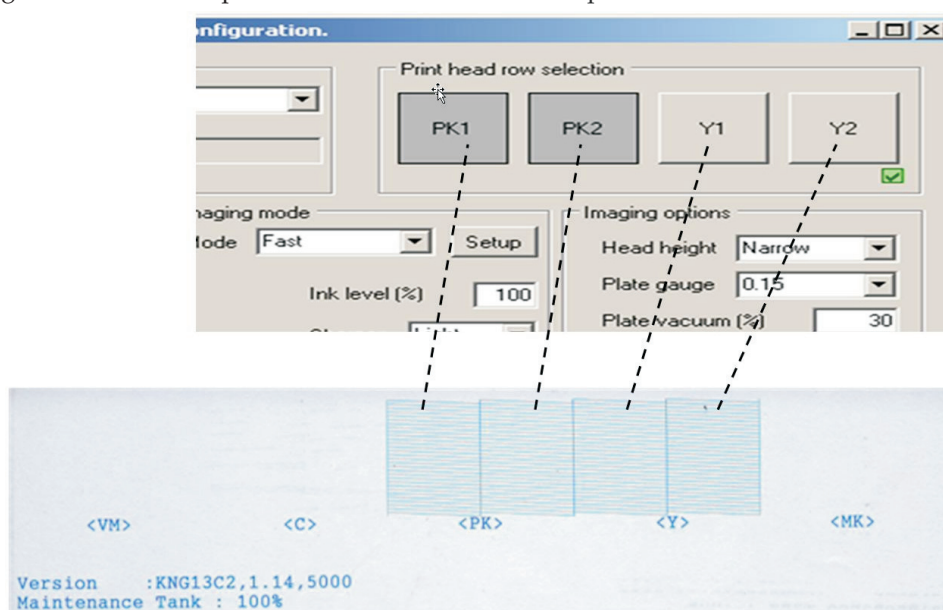 nfiguration.
Print head row selection
PK1 PK2 Y1 Y2
naging mode
Mode Fast Setup
Ink level (%) 100
Imaging options
Head height Narrow
Plate gauge 0.15
Plate vacuum (%) 30
<VM> <C> <PK> <Y> <MK>
Version :KNG13C2,1.14,5000
Maintenance Tank : 100%